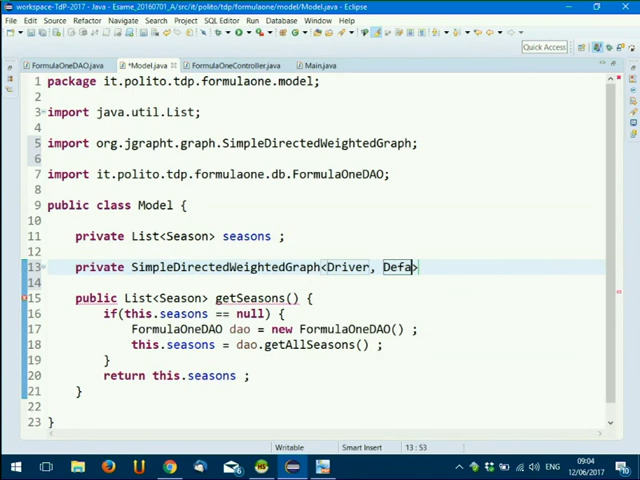 workspace-TdP-2017 - Java - Esame_20160701_A/src/it/polito/tdp/formulaone/model/Model.java - Eclipse
File Edit Source Refactor Navigate Search Project Run Database Window Help
Quick Access
FormulaOneDAO.java *Model.java FormulaOneController.java Main.java
1 package it.polito.tdp.formulaone.model;
2
3 import java.util.List;
4
5 import org.jgrapht.graph.SimpleDirectedWeightedGraph;
6
7 import it.polito.tdp.formulaone.db.FormulaOneDAO;
8
9 public class Model {
10
11 private List<Season> seasons ;
12
13 private SimpleDirectedWeightedGraph<Driver, Defa>
14
15 public List<Season> getSeasons() {
16 if(this.seasons == null) {
17 FormulaOneDAO dao = new FormulaOneDAO() ;
18 this.seasons = dao.getAllSeasons() ;
19 }
20 return this.seasons ;
21 }
22
23 }
Writable Smart Insert 13 : 53
ENG 09:04
12/06/2017